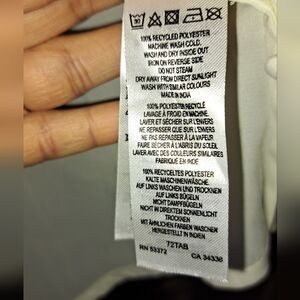 30
100% RECYCLED POLYESTER
MACHINE WASH COLD,
WASH AND DRY INSIDE OUT
IRON ON REVERSE SIDE
DO NOT STEAM
DRY AWAY FROM DIRECT SUNLIGHT
WASH WITH SIMILAR COLOURS
MADE IN INDIA
100% POLYESTER RECYCLÉ
LAVAGE À FROID EN MACHINE
LAVER ET SÉCHER SUR L'ENVERS
NE REPASSER QUE SUR L'ENVERS
NE PAS REPASSER À LA VAPEUR
FAIRE SÉCHER À L'ABRIS DU SOLEIL
LAVER AVEC DES COULEURS SIMILAIRES
FABRIQUÉ EN INDE
100% RECYCELTES POLYESTER
KALTE MASCHINENWÄSCHE
AUF LINKS WASCHEN UND TROCKNEN
AUF LINKS BÜGELN
NICHT DAMPFBÜGELN
NICHT IN DIREKTEM SONNENLICHT
TROCKNEN
MIT ÄHNLICHEN FARBEN WASCHEN
HERGESTELLT IN INDIEN
72TAB
RN 53372 CA 34336